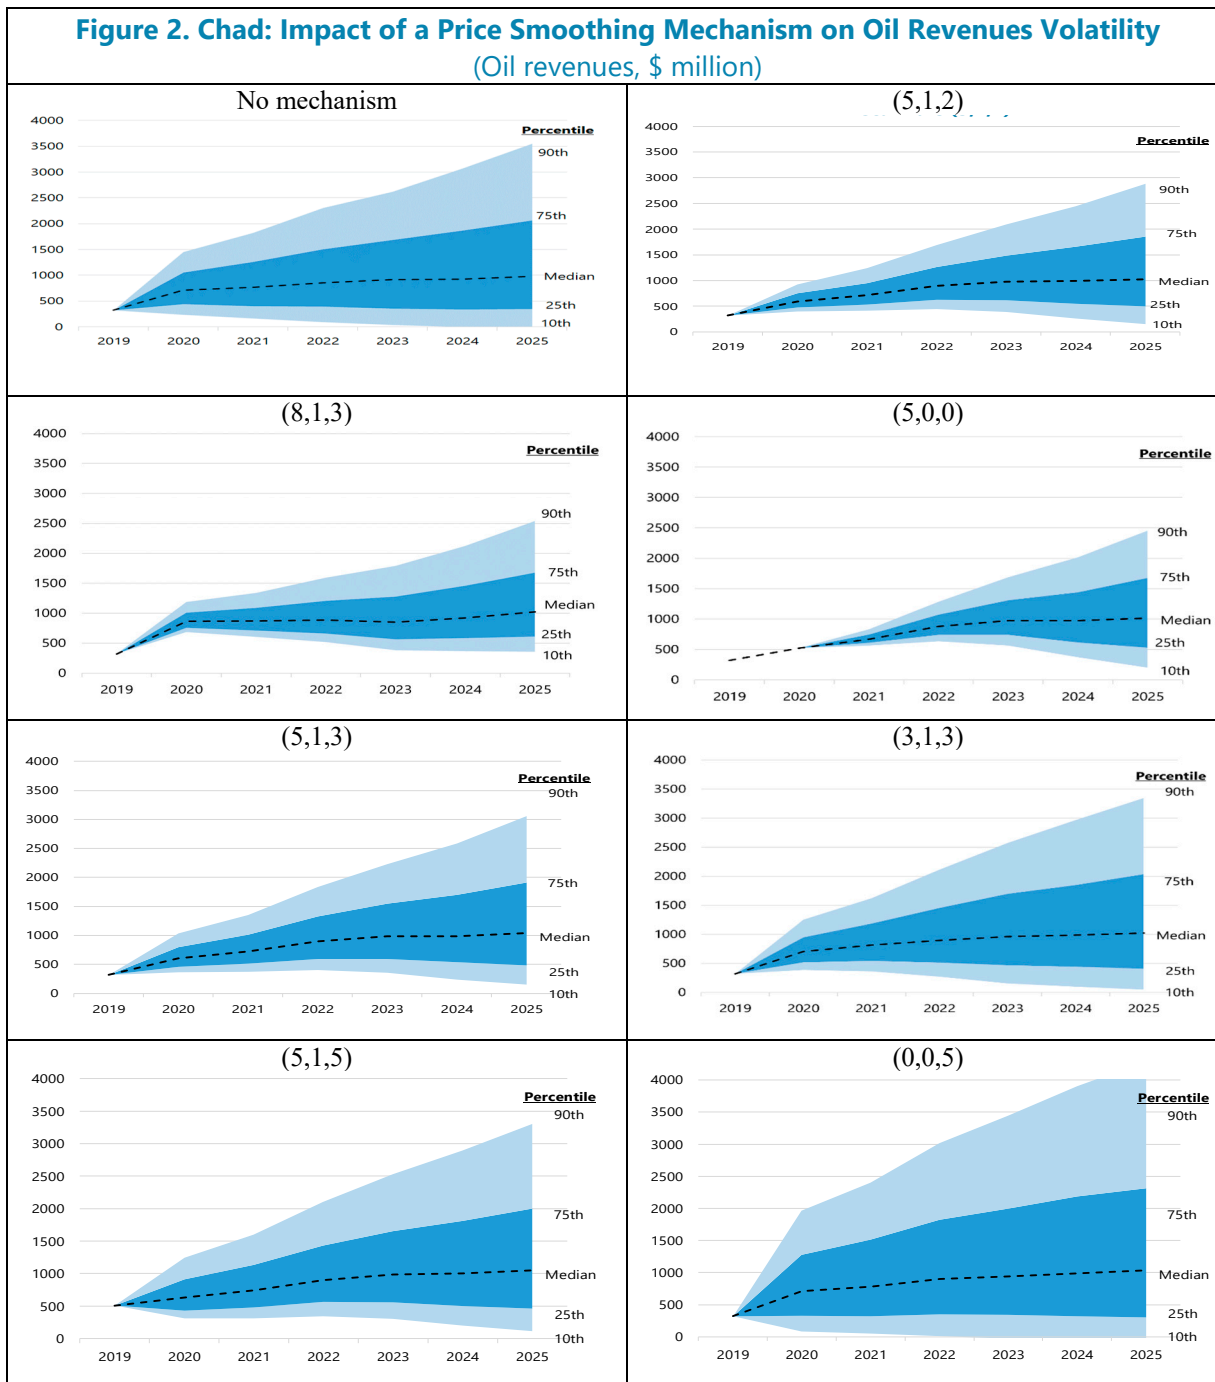 Figure 2. Chad: Impact of a Price Smoothing Mechanism on Oil Revenues Volatility
(Oil revenues, $ million)
No mechanism
4000
3500
3000
2500
2000
1500
1000
500
0
Percentile
90th
75th
Median
25th
10th
2019 2020 2021 2022 2023 2024 2025
(5,1,2)
4000
3500
3000
2500
2000
1500
1000
500
0
Percentile
90th
75th
Median
25th
10th
2019 2020 2021 2022 2023 2024 2025
(8,1,3)
4000
3500
3000
2500
2000
1500
1000
500
0
Percentile
90th
75th
Median
25th
10th
2019 2020 2021 2022 2023 2024 2025
(5,0,0)
4000
3500
3000
2500
2000
1500
1000
500
0
Percentile
90th
75th
Median
25th
10th
2019 2020 2021 2022 2023 2024 2025
(5,1,3)
4000
3500
3000
2500
2000
1500
1000
500
0
Percentile
90th
75th
Median
25th
10th
2019 2020 2021 2022 2023 2024 2025
(3,1,3)
4000
3500
3000
2500
2000
1500
1000
500
0
Percentile
90th
75th
Median
25th
10th
2019 2020 2021 2022 2023 2024 2025
(5,1,5)
4000
3500
3000
2500
2000
1500
1000
500
0
Percentile
90th
75th
Median
25th
10th
2019 2020 2021 2022 2023 2024 2025
(0,0,5)
4000
3500
3000
2500
2000
1500
1000
500
0
Percentile
90th
75th
Median
25th
10th
2019 2020 2021 2022 2023 2024 2025